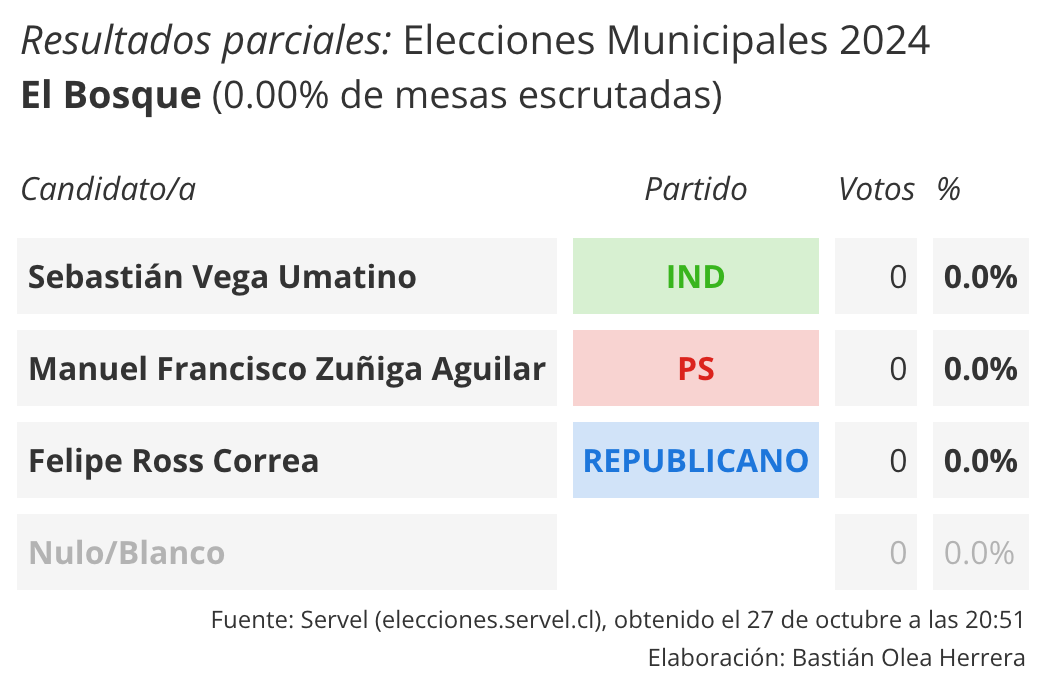 Resultados parciales: Elecciones Municipales 2024
El Bosque (0.00% de mesas escrutadas)
Candidato/a Partido Votos %
Sebastián Vega Umatino IND 0 0.0%
Manuel Francisco Zuñiga Aguilar PS 0 0.0%
Felipe Ross Correa REPUBLICANO 0 0.0%
Nulo/Blanco 0 0.0%
Fuente: Servel (elecciones.servel.cl), obtenido el 27 de octubre a las 20:51
Elaboración: Bastián Olea Herrera